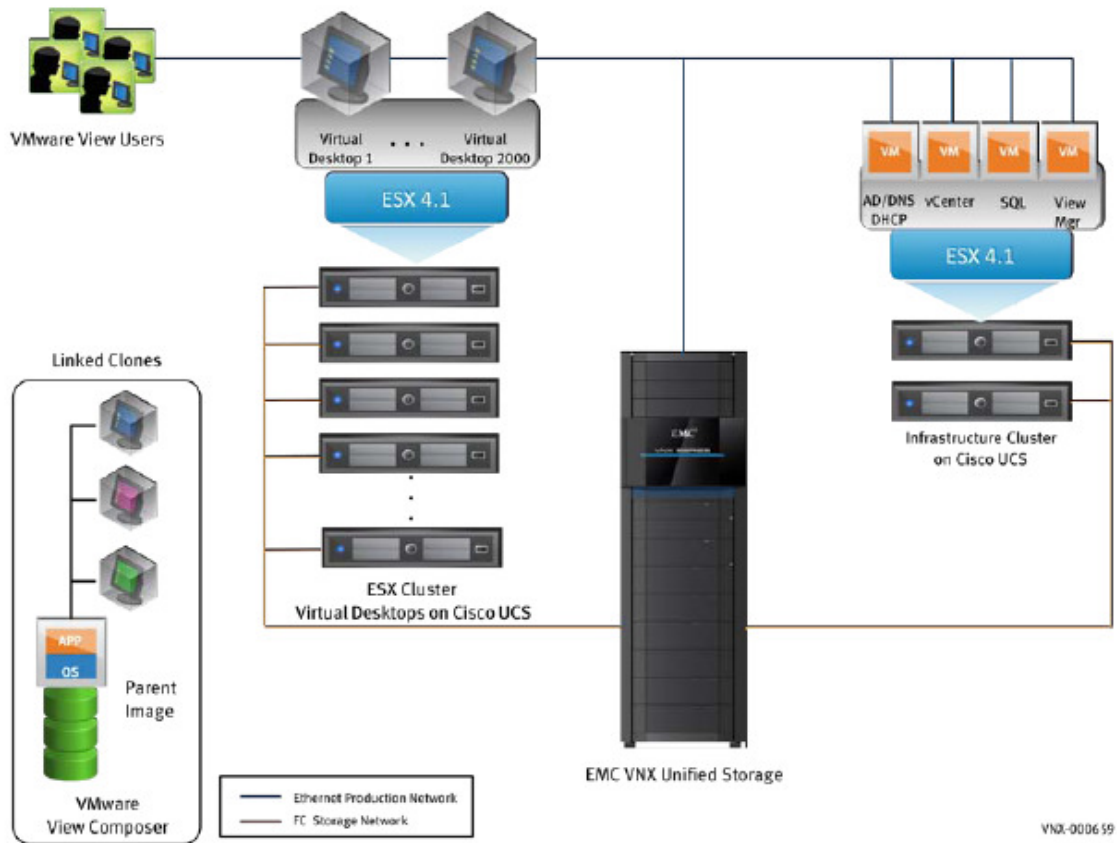 VMware View Users
Virtual
Desktop 1
. . .
Virtual
Desktop 2000
ESX 4.1
VM
VM
VM
VM
AD/DNS
DHCP
vCenter
SQL
View
Mgr
ESX 4.1
Infrastructure Cluster
on Cisco UCS
Linked Clones
APP
OS
Parent
Image
VMware
View Composer
ESX Cluster
Virtual Desktops on Cisco UCS
EMC²
EMC VNX Unified Storage
Ethernet Production Network
FC Storage Network
VNX-000659